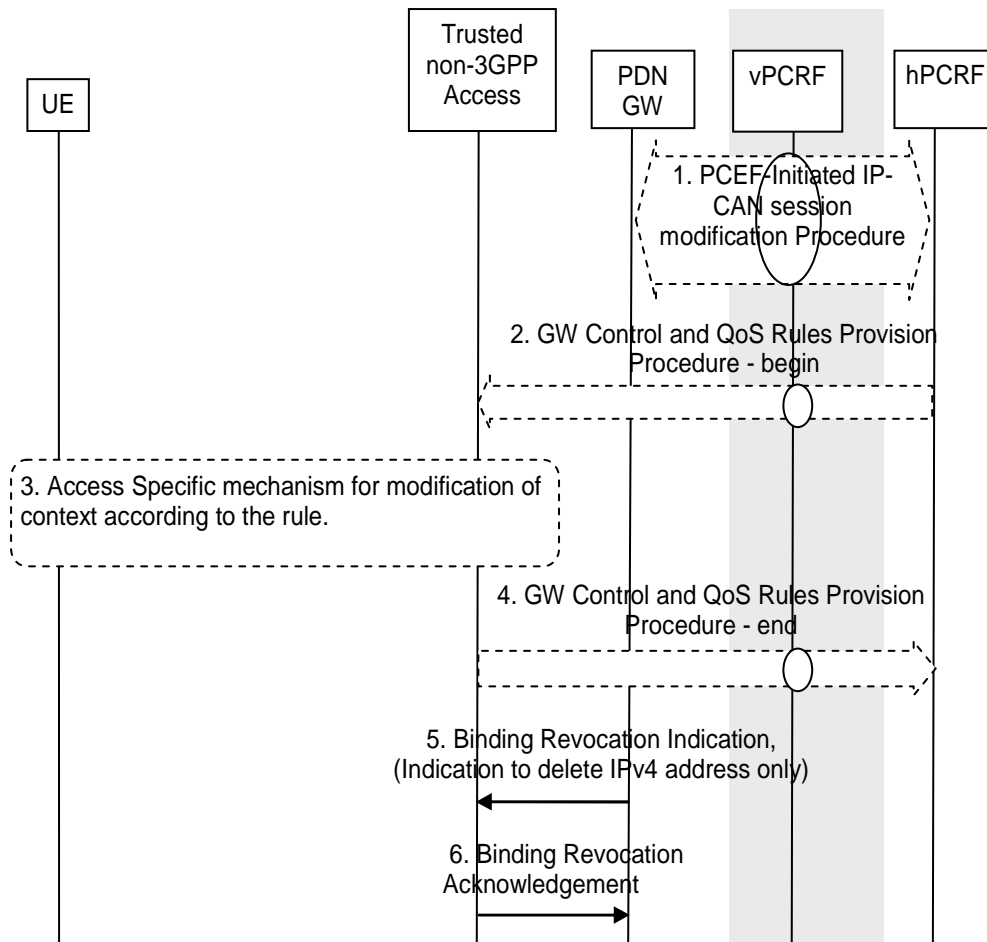 Trusted
non-3GPP
Access
UE
PDN
GW
vPCRF
hPCRF
1. PCEF-Initiated IP-
CAN session
modification Procedure
2. GW Control and QoS Rules Provision
Procedure - begin
3. Access Specific mechanism for modification of
context according to the rule.
4. GW Control and QoS Rules Provision
Procedure - end
5. Binding Revocation Indication,
(Indication to delete IPv4 address only)
6. Binding Revocation
Acknowledgement